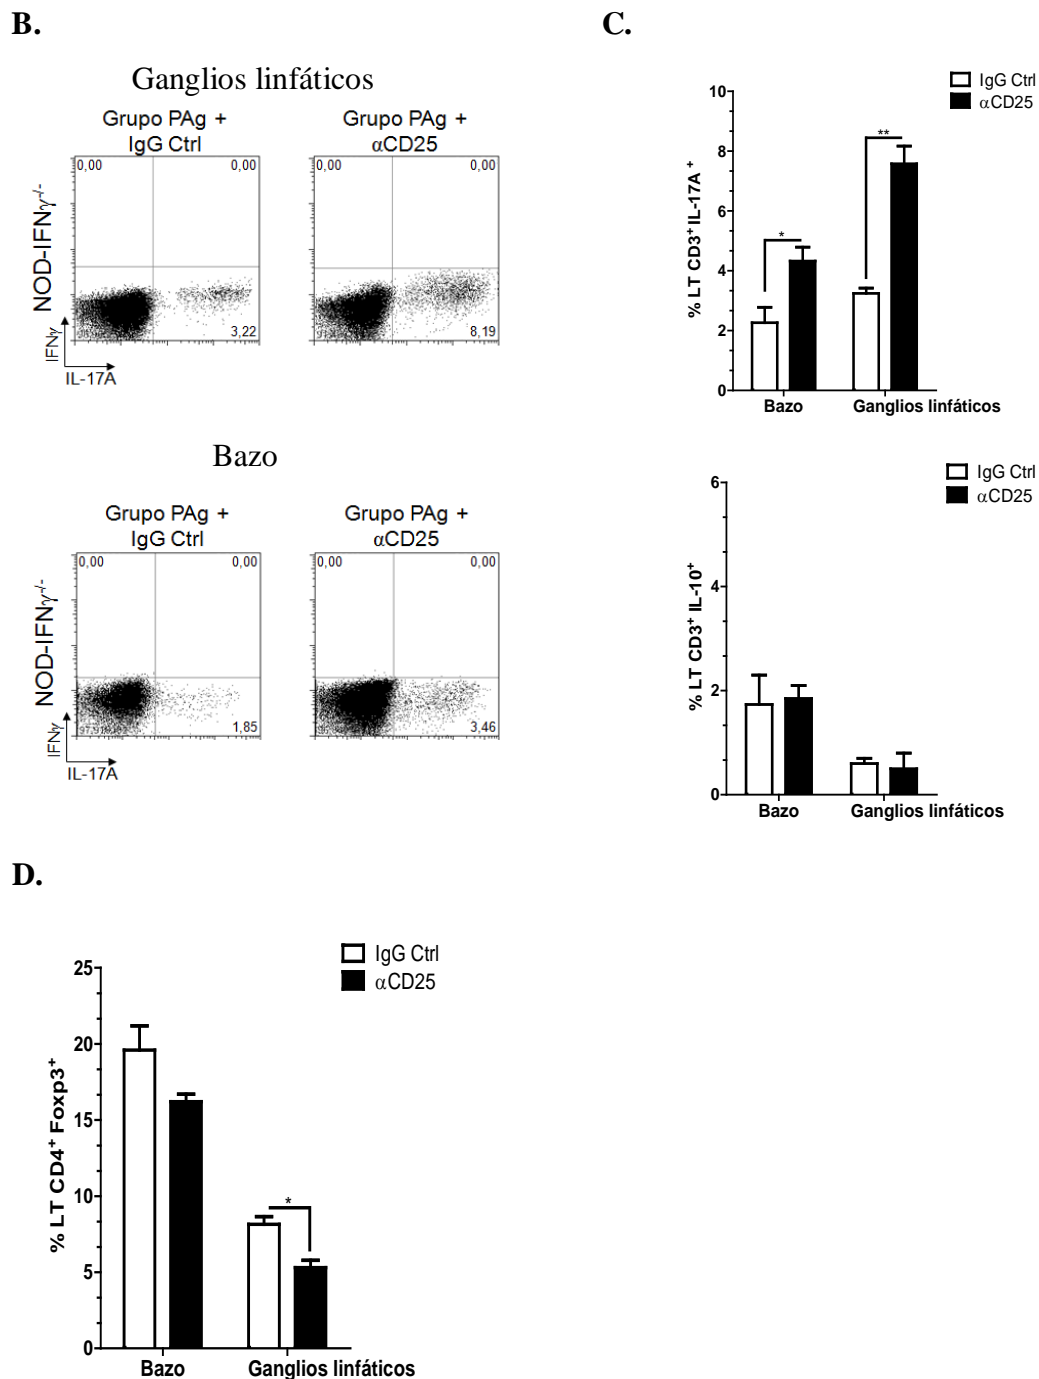 B.
Ganglios linfáticos
Grupo PAg +
IgG Ctrl
Grupo PAg +
αCD25
0,00
0,00
0,00
0,00
NOD-IFNγ-/-
3,22
8,19
IFNγ
IL-17A
Bazo
Grupo PAg +
IgG Ctrl
Grupo PAg +
αCD25
0,00
0,00
0,00
0,00
NOD-IFNγ-/-
1,85
3,46
IFNγ
IL-17A
C.
IgG Ctrl
αCD25
% LT CD3+ IL-17A +
10
8
6
4
2
0
*
**
Bazo
Ganglios linfáticos
IgG Ctrl
αCD25
% LT CD3+ IL-10+
6
4
2
0
Bazo
Ganglios linfáticos
D.
IgG Ctrl
αCD25
% LT CD4+ Foxp3+
25
20
15
10
5
0
*
Bazo
Ganglios linfáticos